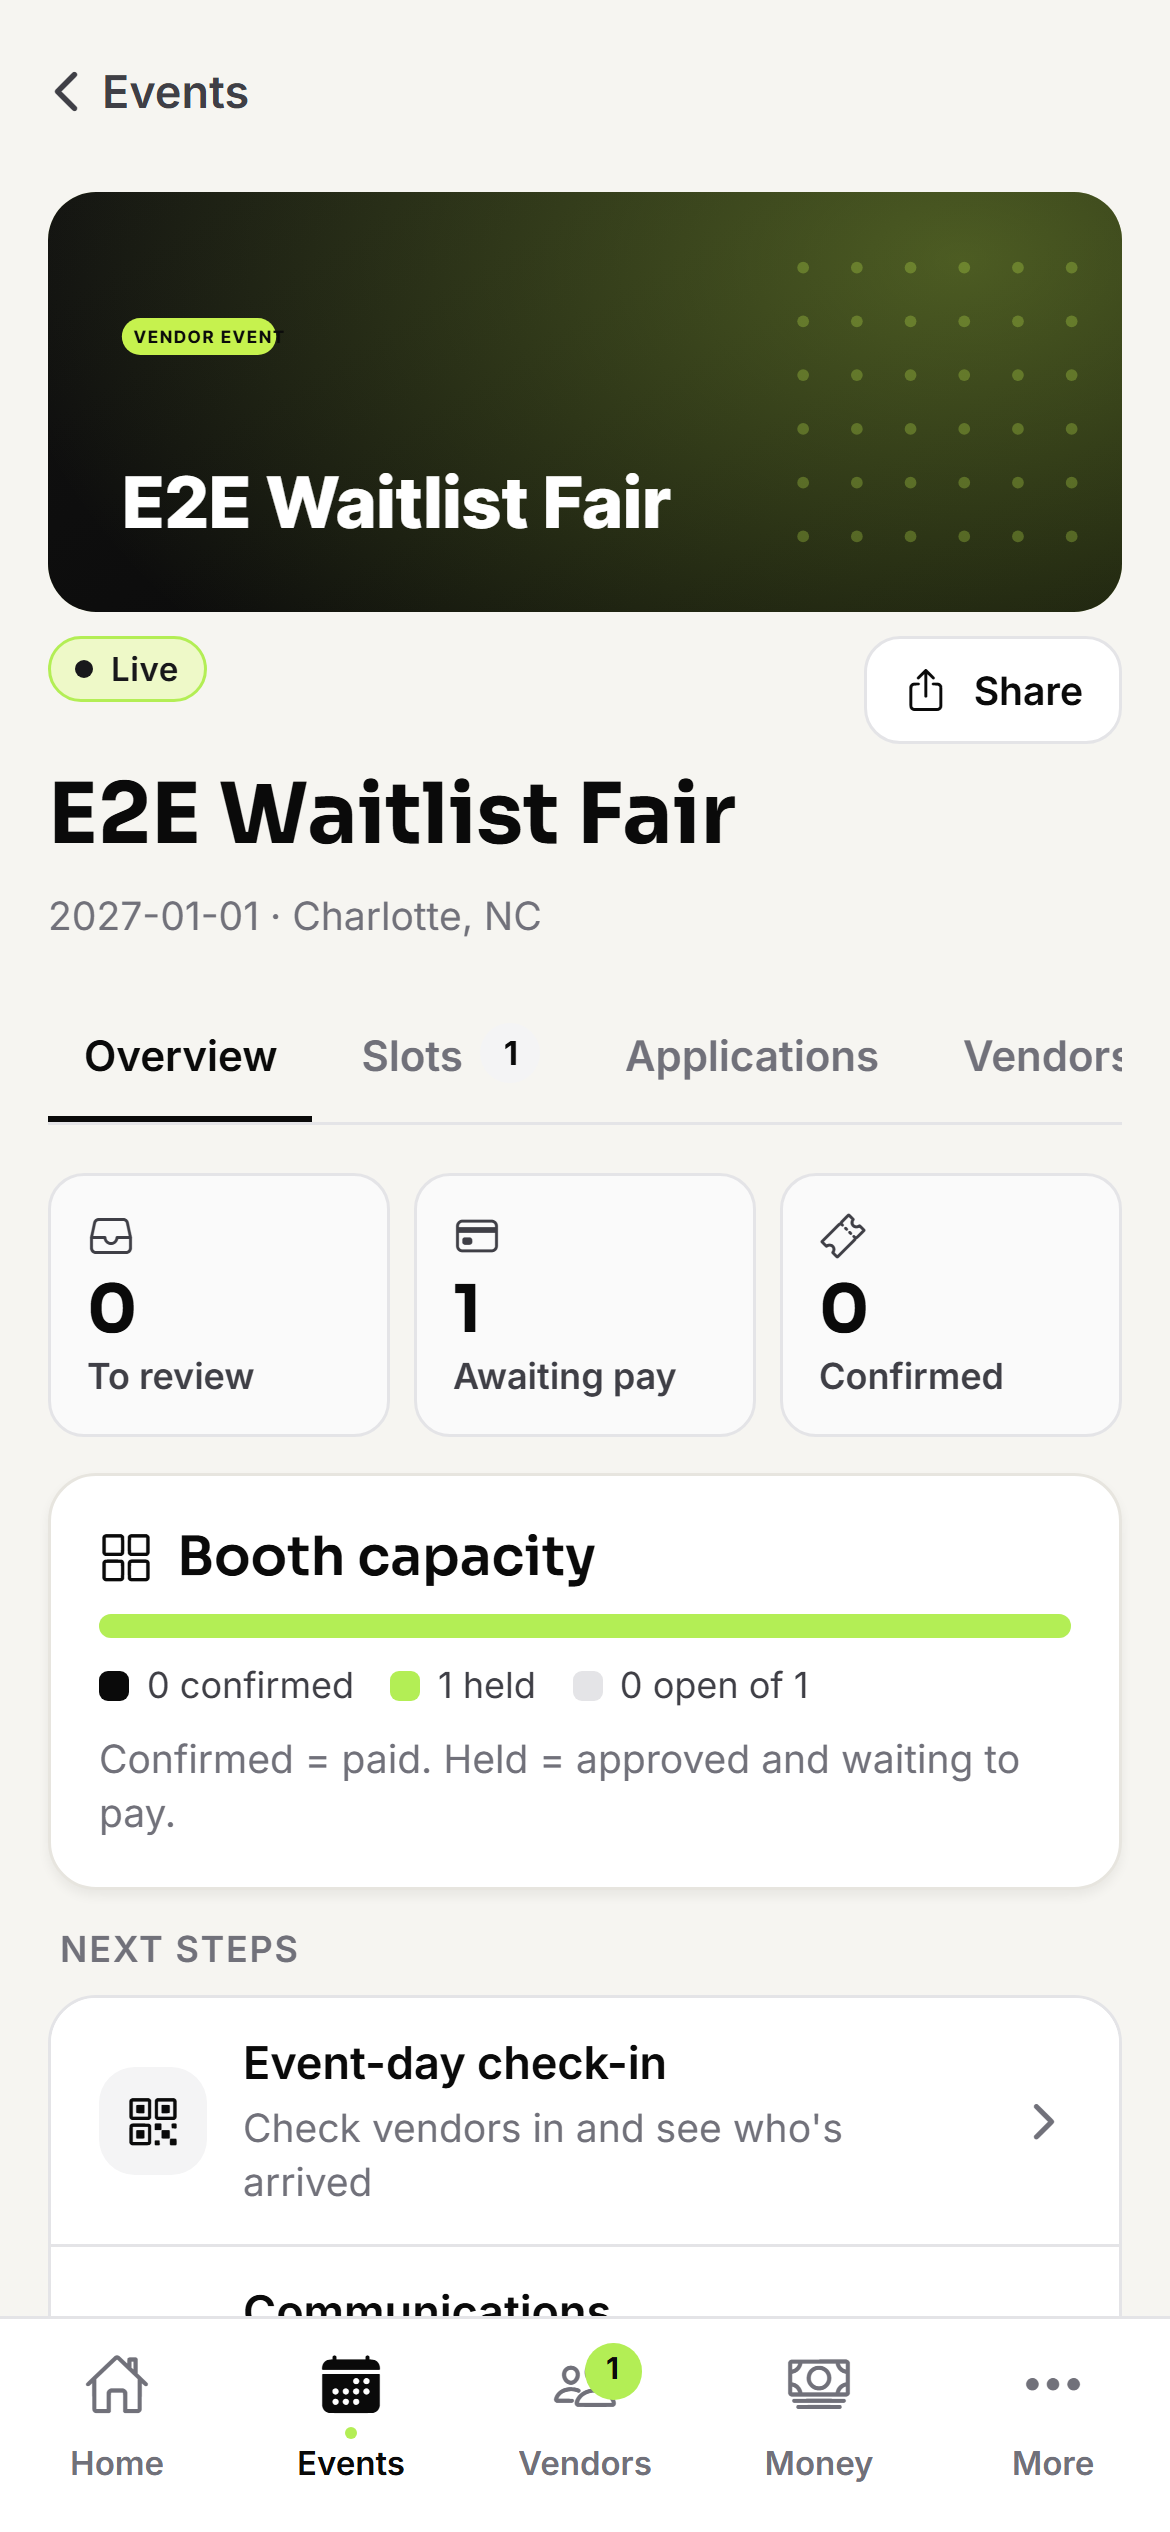 Events
VENDOR EVENT
E2E Waitlist Fair
Live
Share
E2E Waitlist Fair
2027-01-01 · Charlotte, NC
Overview
Slots 1
Applications
Vendors
0
To review
1
Awaiting pay
0
Confirmed
Booth capacity
0 confirmed
1 held
0 open of 1
Confirmed = paid. Held = approved and waiting to
pay.
NEXT STEPS
Event-day check-in
Check vendors in and see who's
arrived
Communications
1
Home
Events
Vendors
Money
More